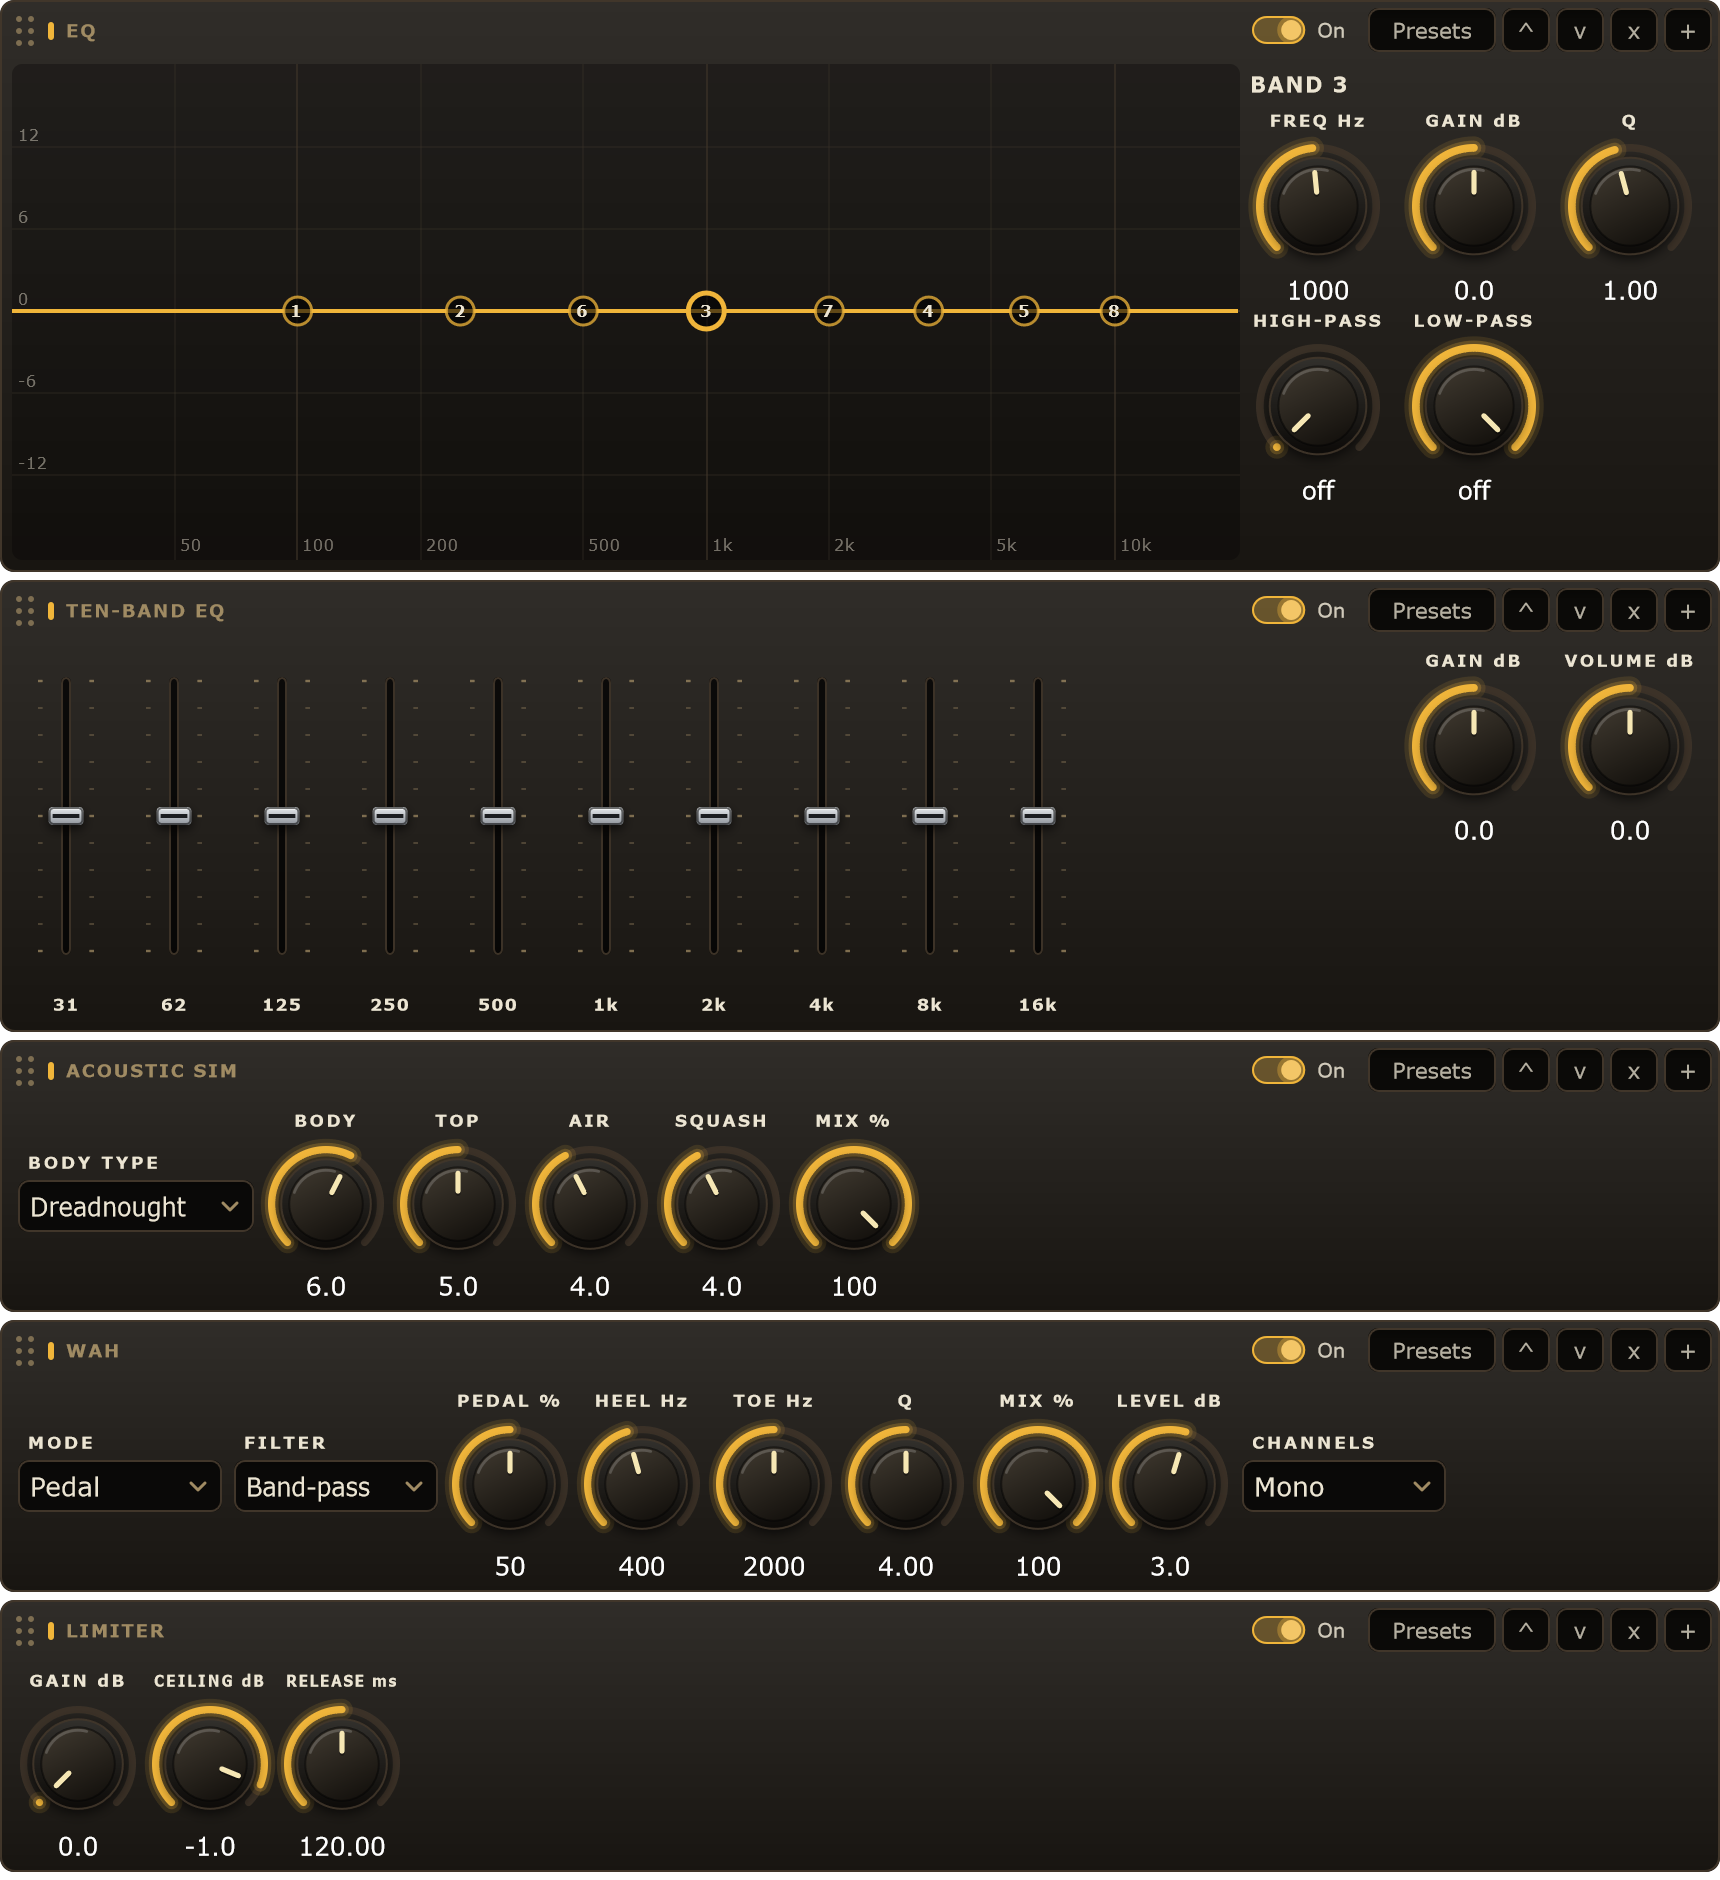 EQ On Presets ^ v x +
BAND 3
FREQ Hz GAIN dB Q
12
6
0
-6
-12
1 2 6 3 7 4 5 8
1000 0.0 1.00
HIGH-PASS LOW-PASS
off off
50 100 200 500 1k 2k 5k 10k
TEN-BAND EQ On Presets ^ v x +
GAIN dB VOLUME dB
0.0 0.0
31 62 125 250 500 1k 2k 4k 8k 16k
ACOUSTIC SIM On Presets ^ v x +
BODY TOP AIR SQUASH MIX %
BODY TYPE
Dreadnought
6.0 5.0 4.0 4.0 100
WAH On Presets ^ v x +
PEDAL % HEEL Hz TOE Hz Q MIX % LEVEL dB
MODE FILTER CHANNELS
Pedal Band-pass Mono
50 400 2000 4.00 100 3.0
LIMITER On Presets ^ v x +
GAIN dB CEILING dB RELEASE ms
0.0 -1.0 120.00